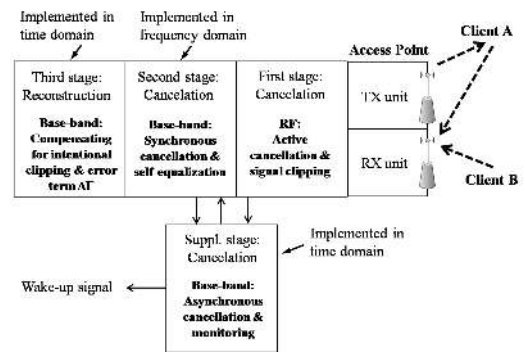 Implemented in
time domain
Implemented in
frequency domain
Client A
Access Point
Third stage:
Reconstruction
Base-band:
Compensating
for intentional
clipping & error
term ΔΓ
Second stage:
Cancelation
Base-band:
Synchronous
cancellation &
self equalization
First stage:
Cancelation
RF:
Active
cancellation &
signal clipping
TX unit
RX unit
Client B
Suppl. stage:
Cancelation
Base-band:
Asynchronous
cancellation &
monitoring
Implemented in
time domain
Wake-up signal